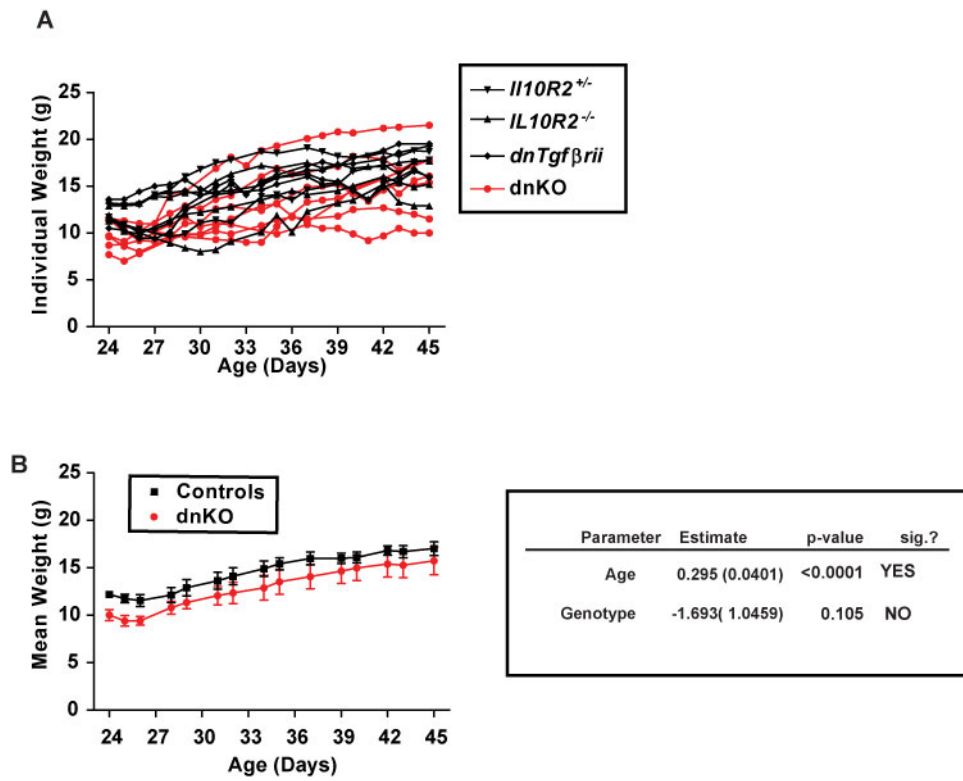 A
Individual Weight (g)
25
20
15
10
5
0
24 27 30 33 36 39 42 45
Age (Days)
Il10R2 +/-
IL10R2 -/-
dnTgfβrii
dnKO
B
Mean Weight (g)
25
20
15
10
5
0
24 27 30 33 36 39 42 45
Age (Days)
Controls
dnKO
Parameter Estimate p-value sig.?
Age 0.295 (0.0401) <0.0001 YES
Genotype -1.693( 1.0459) 0.105 NO